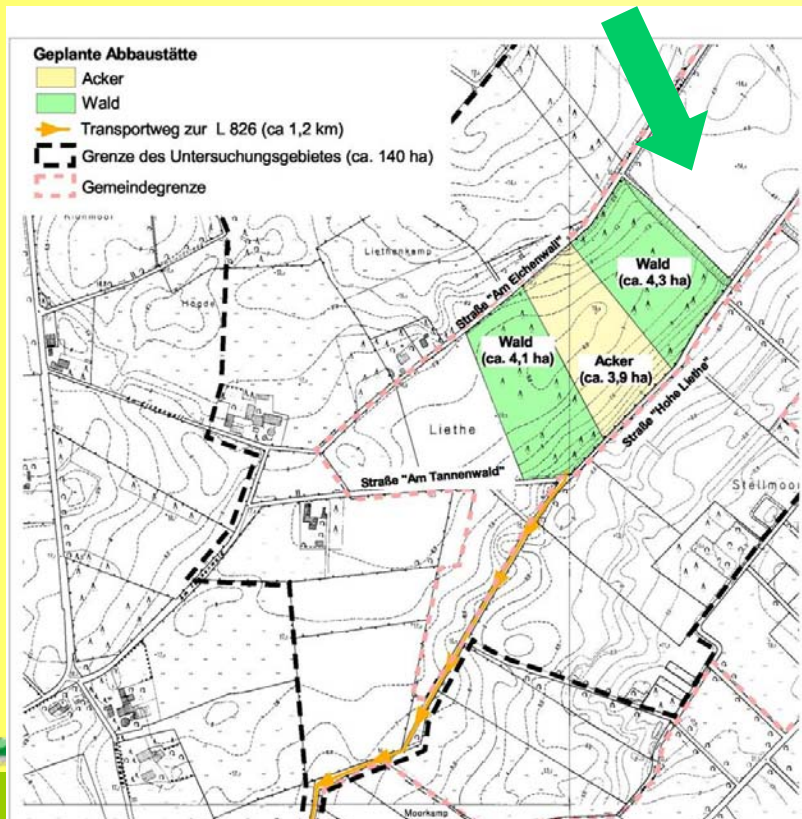 Geplante Abbaustätte
Acker
Wald
Transportweg zur L 826 (ca 1,2 km)
Grenze des Untersuchungsgebietes (ca. 140 ha)
Gemeindegrenze
Liethenkamp
Straße "Am Eichenwall"
Wald
(ca. 4,3 ha)
Wald
(ca. 4,1 ha)
Acker
(ca. 3,9 ha)
Straße "Hohe Liethe"
Liethe
Straße "Am Tannenwald"
Stellmoor
Moorkamp